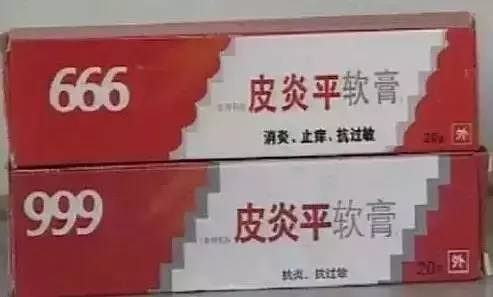 666
皮炎平软膏
消炎、止痒、抗过敏
20g 外
999
皮炎平软膏
抗炎、抗过敏
20g 外